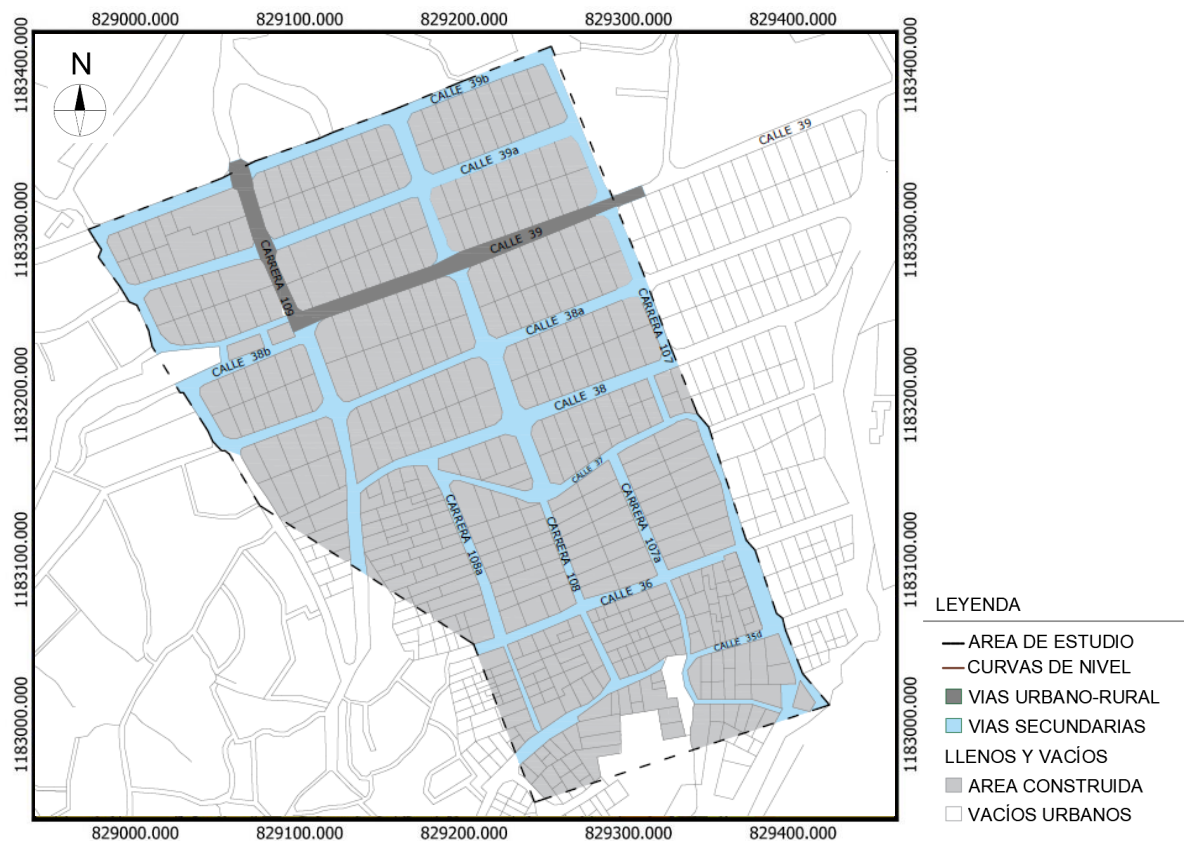 829000.000 829100.000 829200.000 829300.000 829400.000
1183400.000
1183300.000
1183200.000
1183100.000
1183000.000
N
CALLE 39b
CALLE 39a
CALLE 39
CALLE 39
CARRERA 109
CALLE 38b
CALLE 38a
CARRERA 107
CALLE 38
CALLE 37
CARRERA 108a
CARRERA 108
CARRERA 107a
CALLE 36
CALLE 35d
1183400.000
1183300.000
1183200.000
1183100.000
1183000.000
829000.000 829100.000 829200.000 829300.000 829400.000
LEYENDA
AREA DE ESTUDIO
CURVAS DE NIVEL
VIAS URBANO-RURAL
VIAS SECUNDARIAS
LLENOS Y VACÍOS
AREA CONSTRUIDA
VACÍOS URBANOS